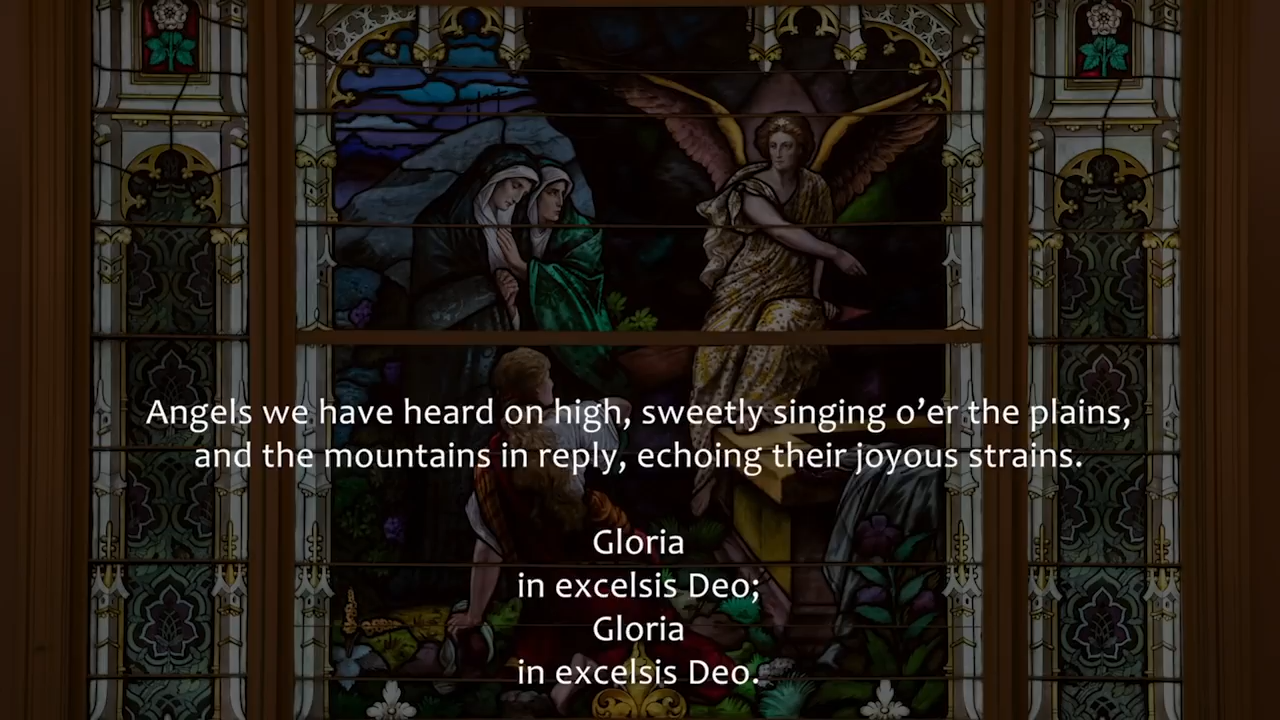 Angels we have heard on high, sweetly singing o’er the plains,
and the mountains in reply, echoing their joyous strains.
Gloria
in excelsis Deo;
Gloria
in excelsis Deo.